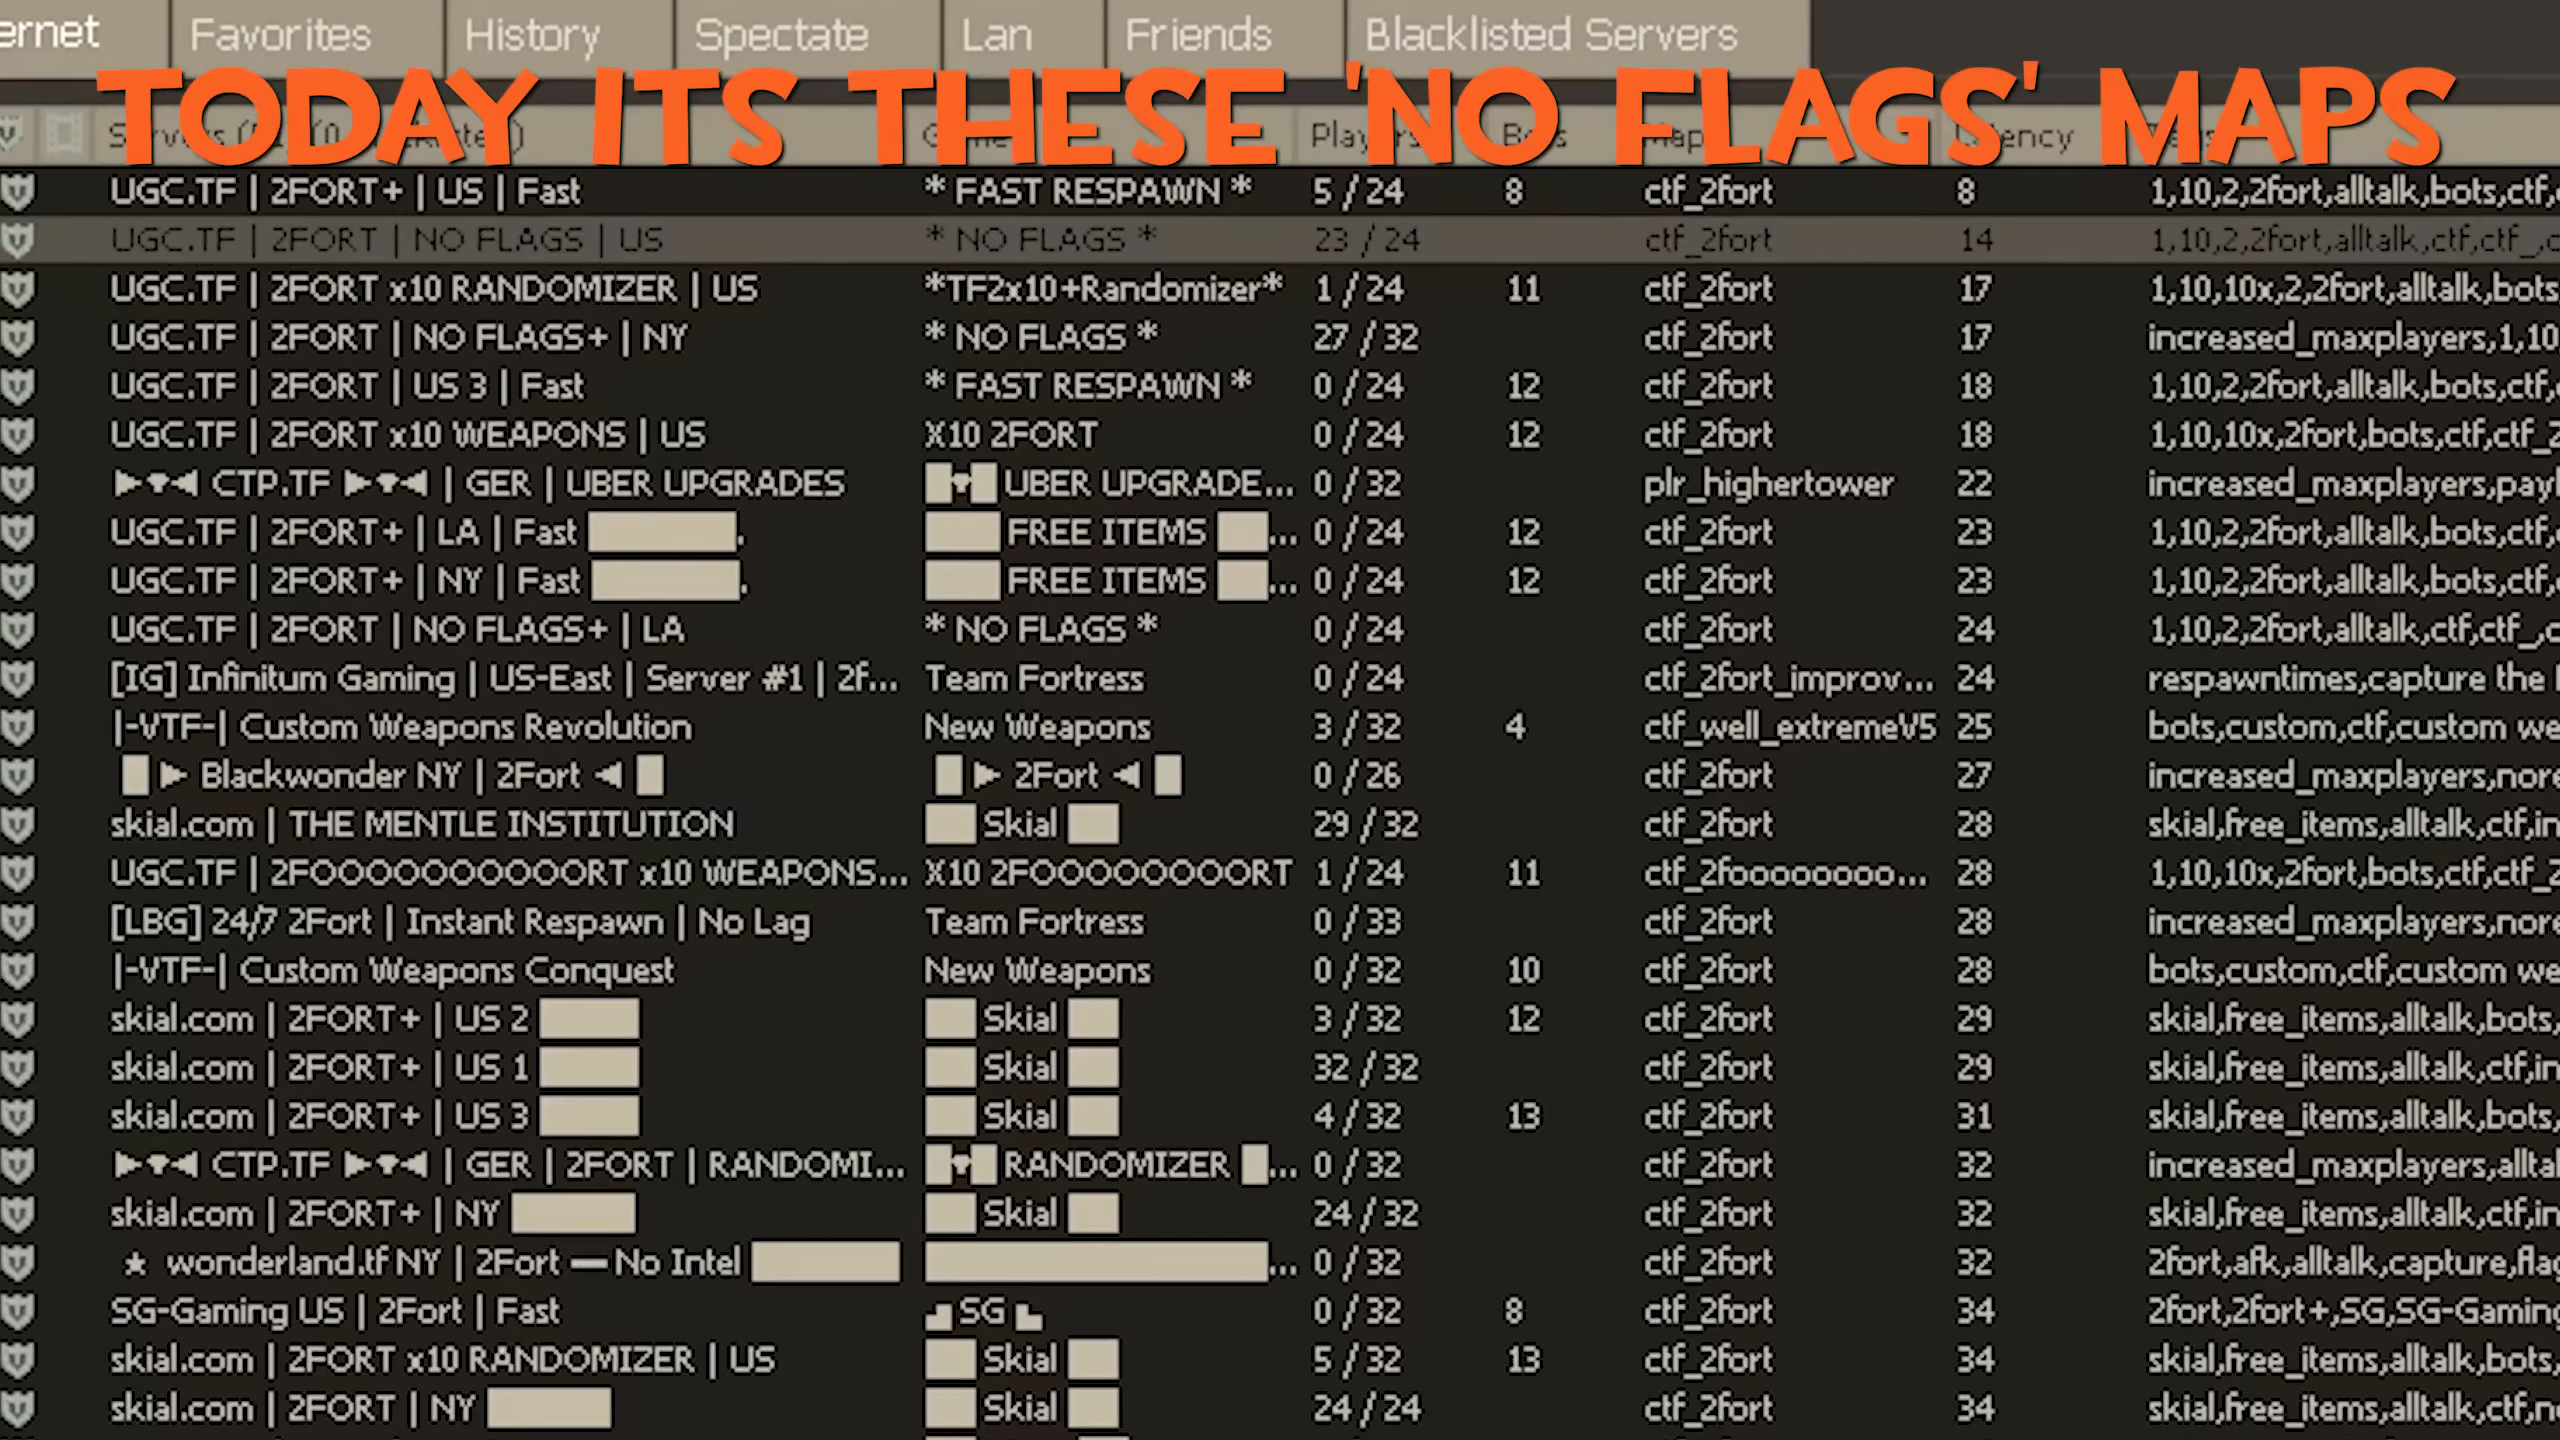 ernet Favorites History Spectate Lan Friends Blacklisted Servers
TODAY ITS THESE 'NO FLAGS' MAPS
UGC.TF | 2FORT+ | US | Fast * FAST RESPAWN * 5 / 24 8 ctf_2fort 8 1,10,2,2fort,alltalk,bots,ctf,
UGC.TF | 2FORT | NO FLAGS | US * NO FLAGS * 23 / 24 ctf_2fort 14 1,10,2,2fort,alltalk,ctf,ctf_,
UGC.TF | 2FORT x10 RANDOMIZER | US *TF2x10+Randomizer* 1 / 24 11 ctf_2fort 17 1,10,10x,2,2fort,alltalk,bots
UGC.TF | 2FORT | NO FLAGS+ | NY * NO FLAGS * 27 / 32 ctf_2fort 17 increased_maxplayers,1,10
UGC.TF | 2FORT | US 3 | Fast * FAST RESPAWN * 0 / 24 12 ctf_2fort 18 1,10,2,2fort,alltalk,bots,ctf,
UGC.TF | 2FORT x10 WEAPONS | US X10 2FORT 0 / 24 12 ctf_2fort 18 1,10,10x,2fort,bots,ctf,ctf_2
►▼◄ CTP.TF ►▼◄ | GER | UBER UPGRADES UBER UPGRADE... 0 / 32 plr_highertower 22 increased_maxplayers,payl
UGC.TF | 2FORT+ | LA | Fast . FREE ITEMS ... 0 / 24 12 ctf_2fort 23 1,10,2,2fort,alltalk,bots,ctf,
UGC.TF | 2FORT+ | NY | Fast . FREE ITEMS ... 0 / 24 12 ctf_2fort 23 1,10,2,2fort,alltalk,bots,ctf,
UGC.TF | 2FORT | NO FLAGS+ | LA * NO FLAGS * 0 / 24 ctf_2fort 24 1,10,2,2fort,alltalk,ctf,ctf_,
[IG] Infinitum Gaming | US-East | Server #1 | 2f... Team Fortress 0 / 24 ctf_2fort_improv... 24 respawntimes,capture the
|-VTF-| Custom Weapons Revolution New Weapons 3 / 32 4 ctf_well_extremeV5 25 bots,custom,ctf,custom we
► Blackwonder NY | 2Fort ◄ ► 2Fort ◄ 0 / 26 ctf_2fort 27 increased_maxplayers,nore
skial.com | THE MENTLE INSTITUTION Skial 29 / 32 ctf_2fort 28 skial,free_items,alltalk,ctf,in
UGC.TF | 2FOOOOOOOOOOORT x10 WEAPONS... X10 2FOOOOOOOOORT 1 / 24 11 ctf_2foooooooo... 28 1,10,10x,2fort,bots,ctf,ctf_2
[LBG] 24/7 2Fort | Instant Respawn | No Lag Team Fortress 0 / 33 ctf_2fort 28 increased_maxplayers,nore
|-VTF-| Custom Weapons Conquest New Weapons 0 / 32 10 ctf_2fort 28 bots,custom,ctf,custom we
skial.com | 2FORT+ | US 2 Skial 3 / 32 12 ctf_2fort 29 skial,free_items,alltalk,bots,
skial.com | 2FORT+ | US 1 Skial 32 / 32 ctf_2fort 29 skial,free_items,alltalk,ctf,in
skial.com | 2FORT+ | US 3 Skial 4 / 32 13 ctf_2fort 31 skial,free_items,alltalk,bots,
►▼◄ CTP.TF ►▼◄ | GER | 2FORT | RANDOMI... RANDOMIZER ... 0 / 32 ctf_2fort 32 increased_maxplayers,allta
skial.com | 2FORT+ | NY Skial 24 / 32 ctf_2fort 32 skial,free_items,alltalk,ctf,in
★ wonderland.tf NY | 2Fort — No Intel ... 0 / 32 ctf_2fort 32 2fort,afk,alltalk,capture,flag
SG-Gaming US | 2Fort | Fast SG 0 / 32 8 ctf_2fort 34 2fort,2fort+,SG,SG-Gaming
skial.com | 2FORT x10 RANDOMIZER | US Skial 5 / 32 13 ctf_2fort 34 skial,free_items,alltalk,bots,
skial.com | 2FORT | NY Skial 24 / 24 ctf_2fort 34 skial,free_items,alltalk,ctf,n